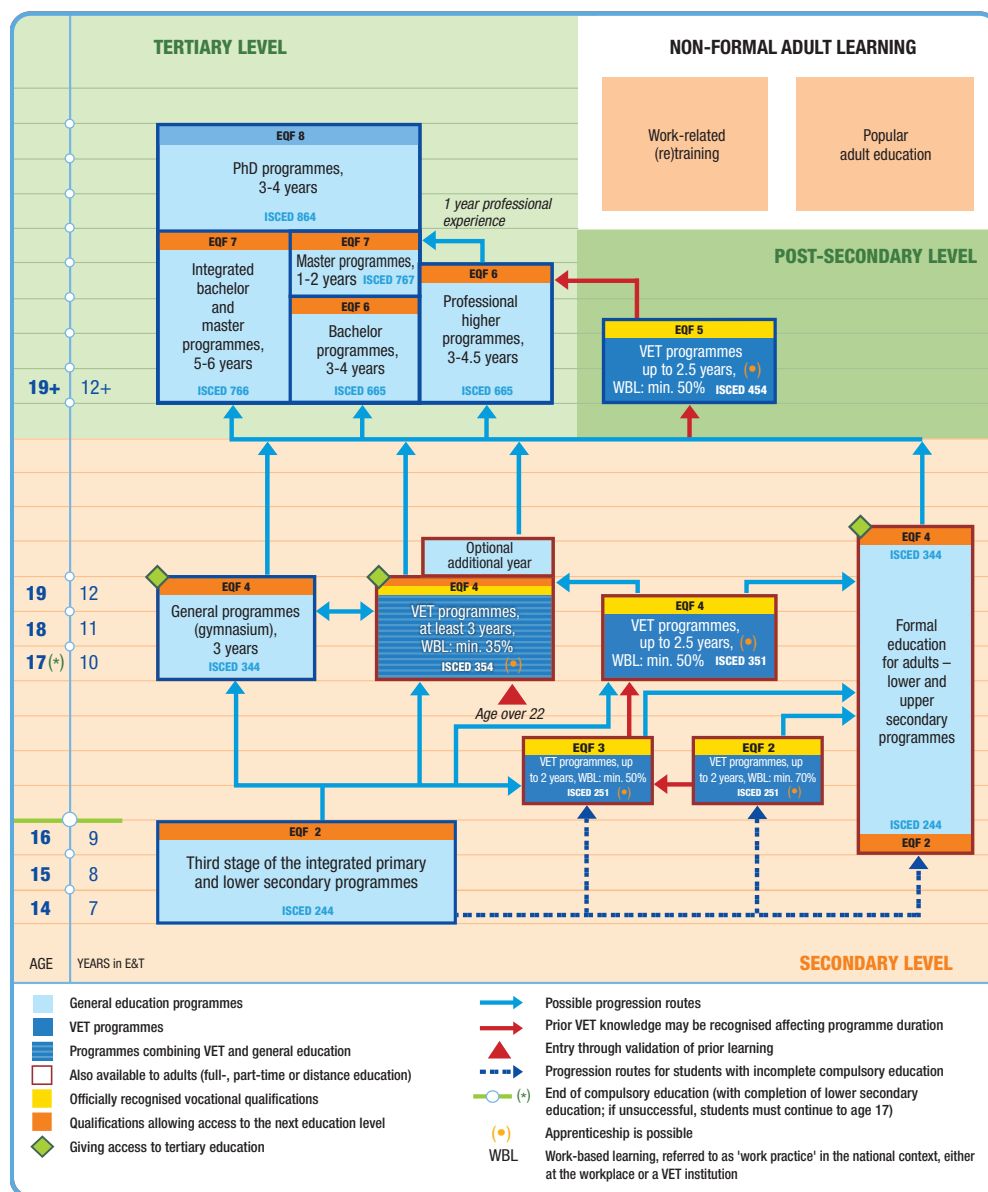 TERTIARY LEVEL
NON-FORMAL ADULT LEARNING
Work-related
(re)training
Popular
adult education
EQF 8
PhD programmes,
3-4 years
ISCED 864
1 year professional
experience
POST-SECONDARY LEVEL
EQF 7
Integrated
bachelor
and
master
programmes,
5-6 years
ISCED 766
EQF 7
Master programmes,
1-2 years ISCED 767
EQF 6
Bachelor
programmes,
3-4 years
ISCED 665
EQF 6
Professional
higher
programmes,
3-4.5 years
ISCED 665
EQF 5
VET programmes
up to 2.5 years, (•)
WBL: min. 50% ISCED 454
19+ 12+
Optional
additional year
EQF 4
ISCED 344
Formal
education
for adults –
lower and
upper
secondary
programmes
ISCED 244
EQF 2
19 12
18 11
17(*) 10
EQF 4
General programmes
(gymnasium),
3 years
ISCED 344
EQF 4
VET programmes,
at least 3 years,
WBL: min. 35%
ISCED 354 (•)
EQF 4
VET programmes,
up to 2.5 years, (•)
WBL: min. 50% ISCED 351
Age over 22
EQF 3
VET programmes, up
to 2 years, WBL: min. 50%
ISCED 251 (•)
EQF 2
VET programmes, up
to 2 years, WBL: min. 70%
ISCED 251 (•)
16 9
15 8
14 7
EQF 2
Third stage of the integrated primary
and lower secondary programmes
ISCED 244
AGE YEARS in E&T
SECONDARY LEVEL
General education programmes
VET programmes
Programmes combining VET and general education
Also available to adults (full-, part-time or distance education)
Officially recognised vocational qualifications
Qualifications allowing access to the next education level
Giving access to tertiary education
Possible progression routes
Prior VET knowledge may be recognised affecting programme duration
Entry through validation of prior learning
Progression routes for students with incomplete compulsory education
(*) End of compulsory education (with completion of lower secondary
education; if unsuccessful, students must continue to age 17)
(•) Apprenticeship is possible
WBL Work-based learning, referred to as 'work practice' in the national context, either
at the workplace or a VET institution